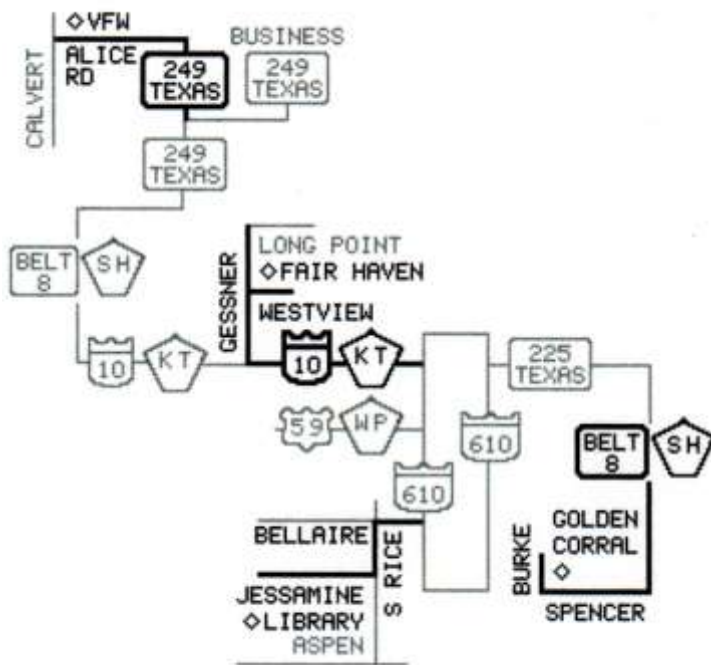 ◇VFW
ALICE
RD
CALVERT
249
TEXAS
BUSINESS
249
TEXAS
249
TEXAS
BELT
8
SH
GESSNER
LONG POINT
◇FAIR HAVEN
WESTVIEW
10
KT
10
KT
225
TEXAS
59
WP
610
610
BELT
8
SH
BELLAIRE
S RICE
JESSAMINE
◇LIBRARY
ASPEN
BURKE
GOLDEN
CORRAL
◇
SPENCER